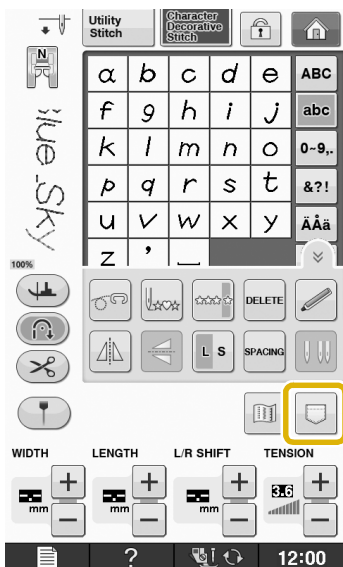 Utility Stitch
Character Decorative Stitch
N
a b c d e ABC
f g h i j abc
k l m n o 0~9,.
p q r s t &?!
u v w x y ÄÅä
z ’ _
Blue Sky
100%
DELETE
L S SPACING
WIDTH LENGTH L/R SHIFT TENSION
+ + + +
mm mm mm 3.6
− − − −
? 12:00